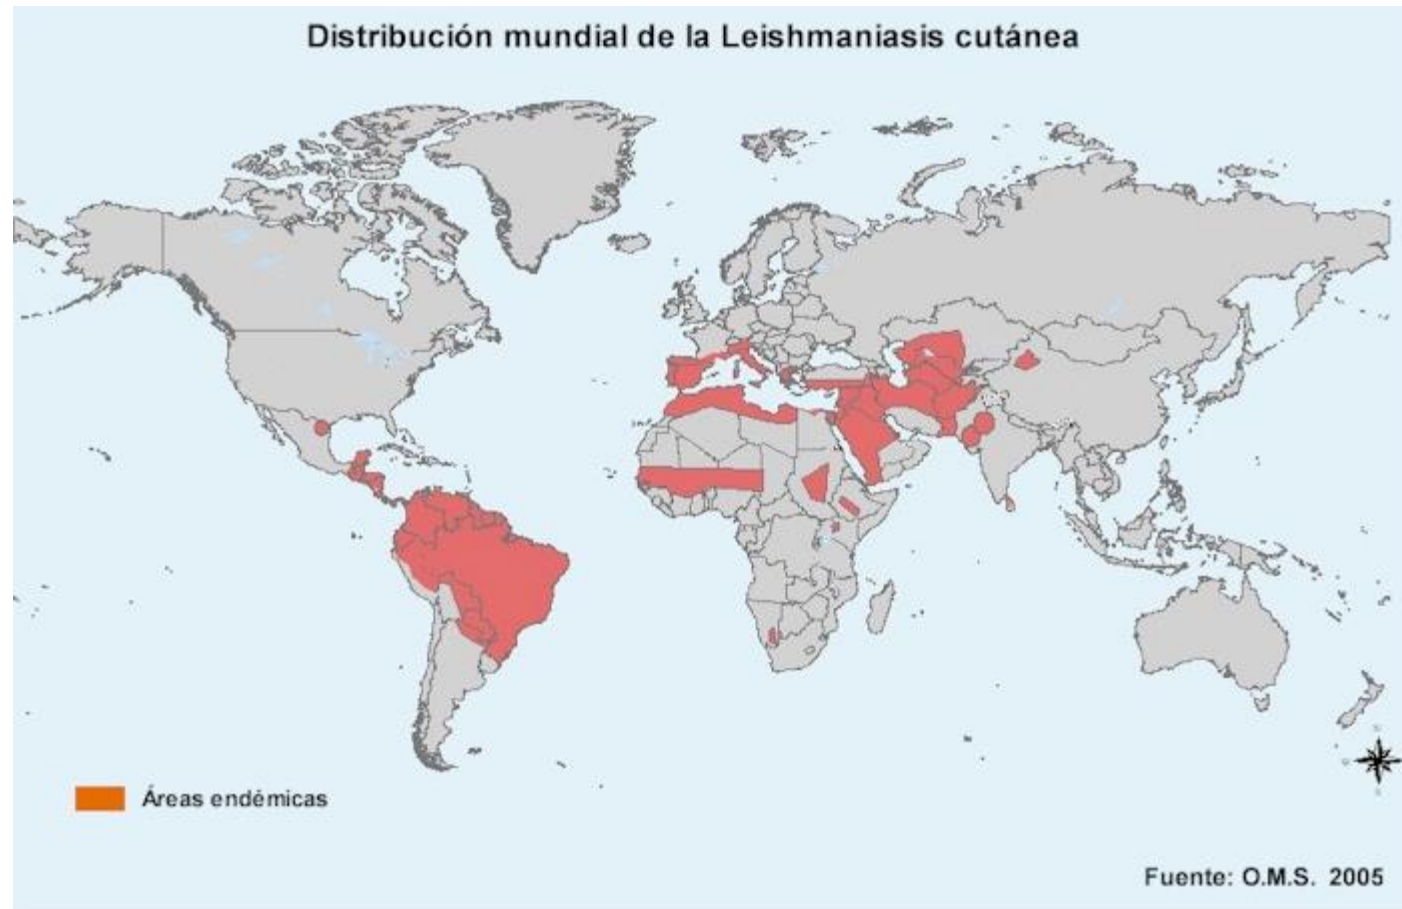 Distribución mundial de la Leishmaniasis cutánea
Áreas endémicas
Fuente: O.M.S. 2005